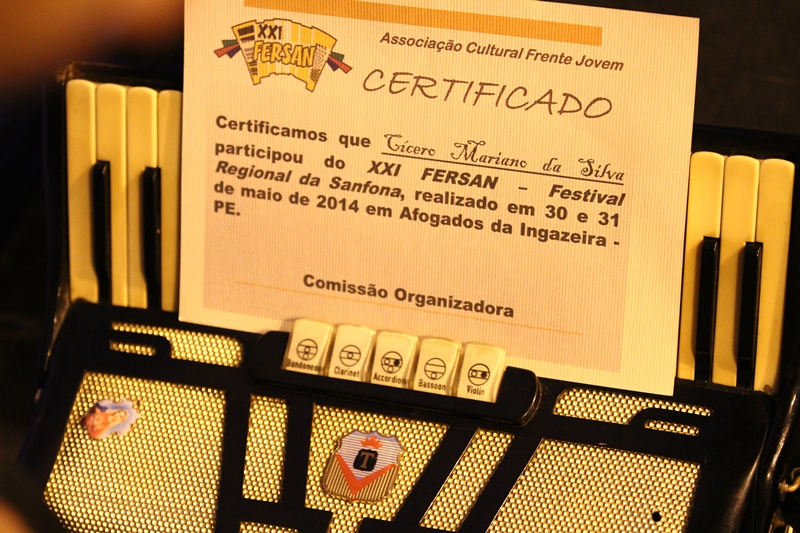 XXI
FERSAN
Associação Cultural Frente Jovem
CERTIFICADO
Certificamos que Cícero Mariano da Silva
participou do XXI FERSAN – Festival
Regional da Sanfona, realizado em 30 e 31
de maio de 2014 em Afogados da Ingazeira -
PE.
Comissão Organizadora
Bandoneon Clarinet Accordion Bassoon Violin
T